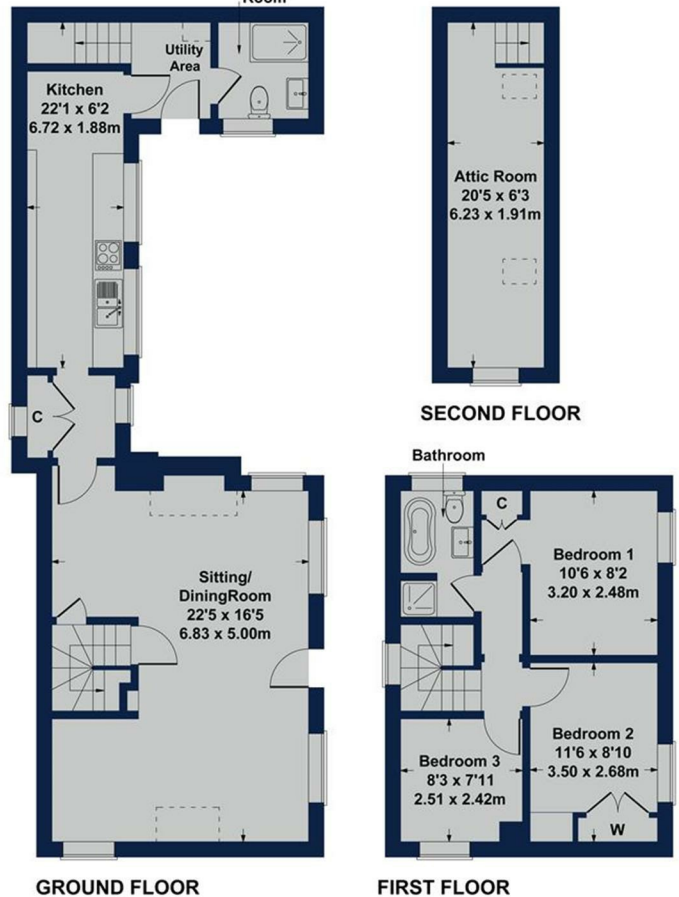 Room
Utility
Area
Kitchen
22'1 x 6'2
6.72 x 1.88m
C
Sitting/
DiningRoom
22'5 x 16'5
6.83 x 5.00m
GROUND FLOOR
Attic Room
20'5 x 6'3
6.23 x 1.91m
SECOND FLOOR
Bathroom
C
Bedroom 1
10'6 x 8'2
3.20 x 2.48m
Bedroom 2
11'6 x 8'10
3.50 x 2.68m
W
Bedroom 3
8'3 x 7'11
2.51 x 2.42m
FIRST FLOOR